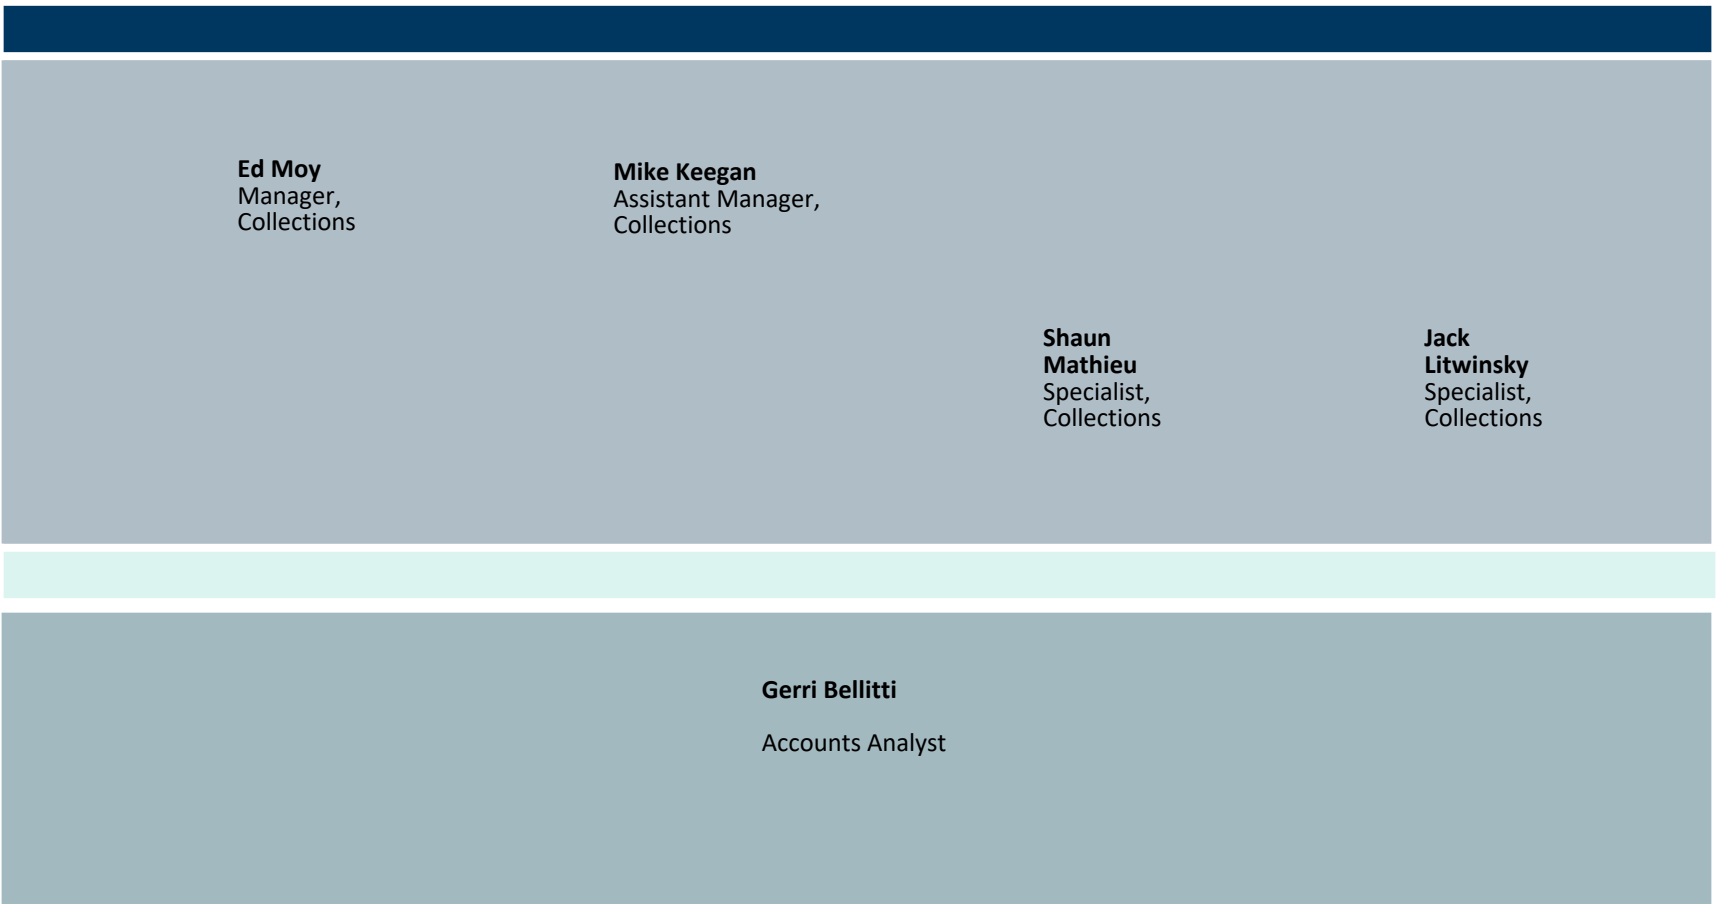 Ed Moy
Manager,
Collections
Mike Keegan
Assistant Manager,
Collections
Shaun
Mathieu
Specialist,
Collections
Jack
Litwinsky
Specialist,
Collections
Gerri Bellitti
Accounts Analyst